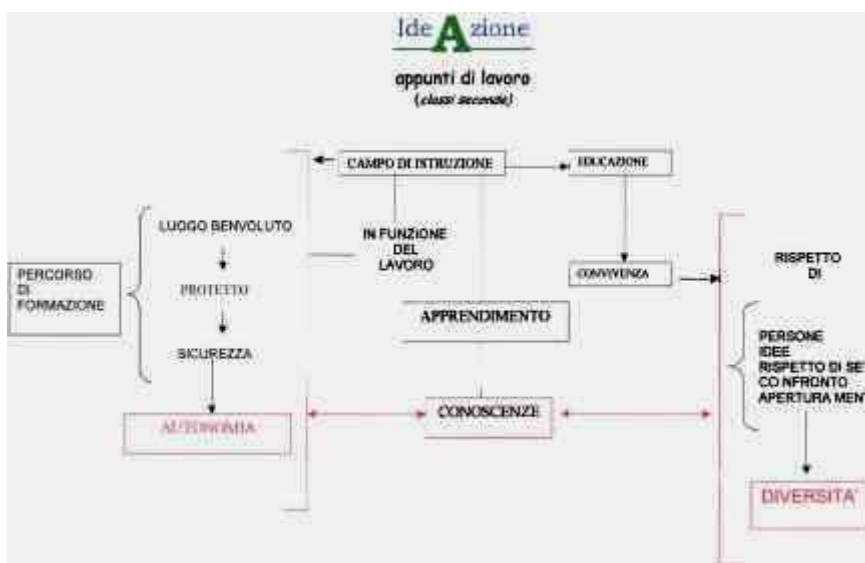 IdeAzione
appunti di lavoro
(classi seconde)
CAMPO DI ISTRUZIONE
EDUCAZIONE
LUOGO BENVOLUTO
IN FUNZIONE
DEL
LAVORO
PERCORSO
DI
FORMAZIONE
PROTETTO
CONVIVENZA
RISPETTO
DI
APPRENDIMENTO
SICUREZZA
PERSONE
IDEE
RISPETTO DI SE
CO NFRONTO
APERTURA MENT
AUTONOMIA
CONOSCENZE
DIVERSITA'